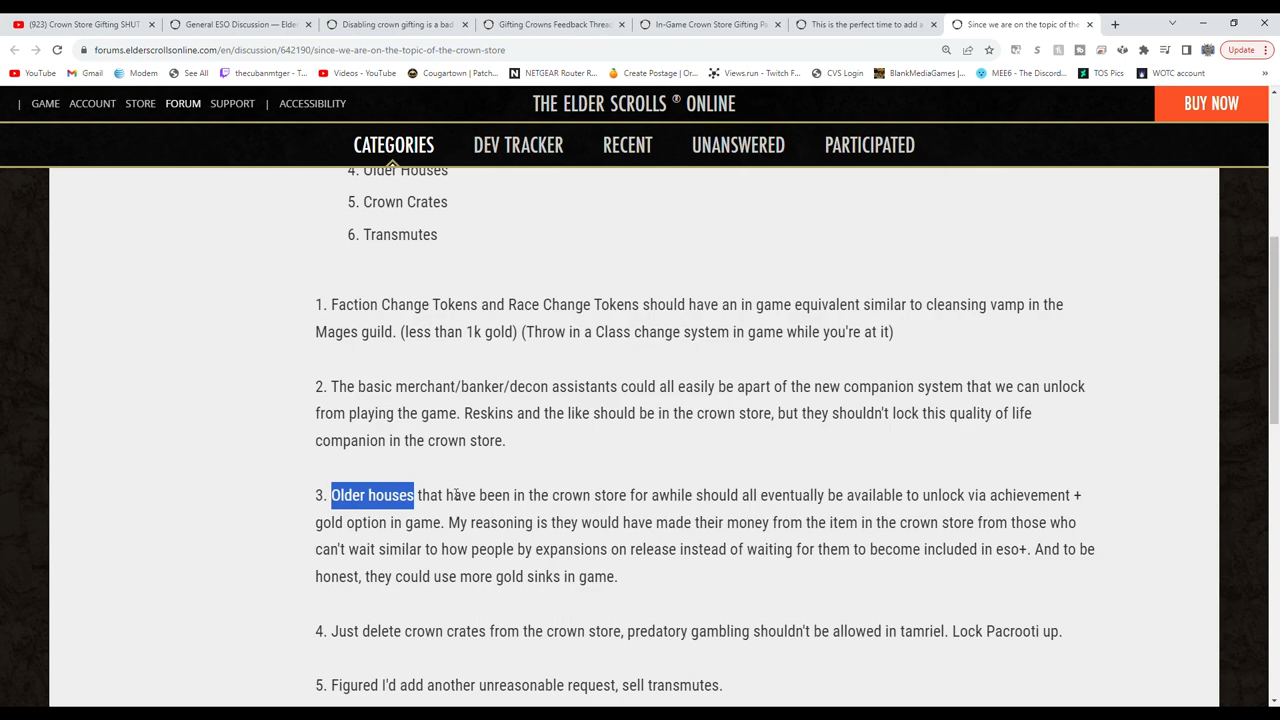 (923) Crown Store Gifting SHUT
General ESO Discussion — Elder
Disabling crown gifting is a bad
Gifting Crowns Feedback Thread
In-Game Crown Store Gifting Pa
This is the perfect time to add a
Since we are on the topic of the
forums.elderscrollsonline.com/en/discussion/642190/since-we-are-on-the-topic-of-the-crown-store
Update
YouTube Gmail Modem See All thecubanmtger - ... Videos - YouTube Cougartown | Patch... NETGEAR Router R... Create Postage | Or... Views.run - Twitch F... CVS Login BlankMediaGames |... MEE6 - The Discord... TOS Pics WOTC account »
| GAME ACCOUNT STORE FORUM SUPPORT | ACCESSIBILITY
THE ELDER SCROLLS ® ONLINE
BUY NOW
CATEGORIES DEV TRACKER RECENT UNANSWERED PARTICIPATED
4. Older Houses
5. Crown Crates
6. Transmutes
1. Faction Change Tokens and Race Change Tokens should have an in game equivalent similar to cleansing vamp in the
Mages guild. (less than 1k gold) (Throw in a Class change system in game while you're at it)
2. The basic merchant/banker/decon assistants could all easily be apart of the new companion system that we can unlock
from playing the game. Reskins and the like should be in the crown store, but they shouldn't lock this quality of life
companion in the crown store.
3. Older houses that have been in the crown store for awhile should all eventually be available to unlock via achievement +
gold option in game. My reasoning is they would have made their money from the item in the crown store from those who
can't wait similar to how people by expansions on release instead of waiting for them to become included in eso+. And to be
honest, they could use more gold sinks in game.
4. Just delete crown crates from the crown store, predatory gambling shouldn't be allowed in tamriel. Lock Pacrooti up.
5. Figured I'd add another unreasonable request, sell transmutes.